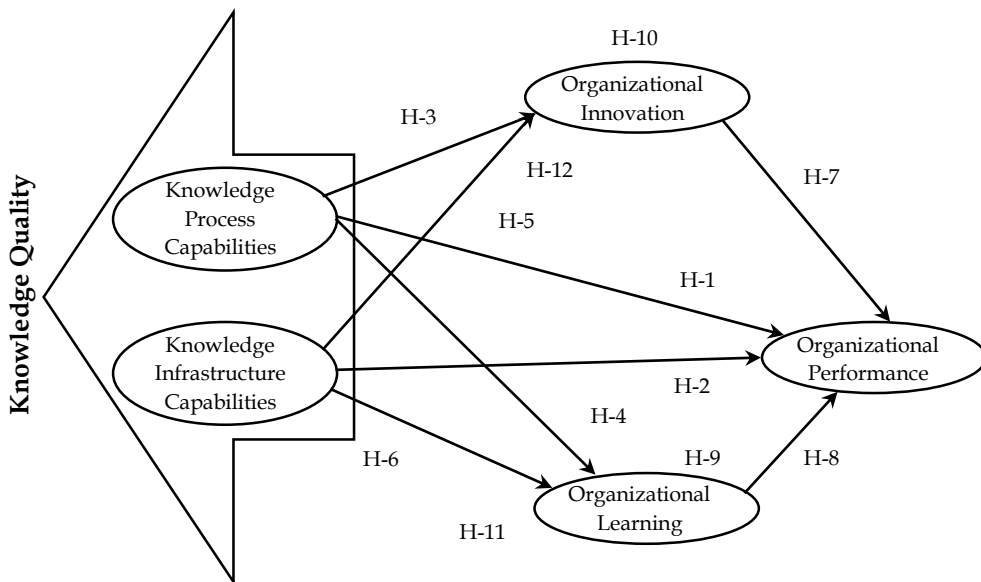 H-10
Organizational
Innovation
H-3
H-12
H-7
Knowledge
Process
Capabilities
H-5
Knowledge Quality
H-1
Knowledge
Infrastructure
Capabilities
Organizational
Performance
H-2
H-4
H-6
H-9
H-8
Organizational
Learning
H-11